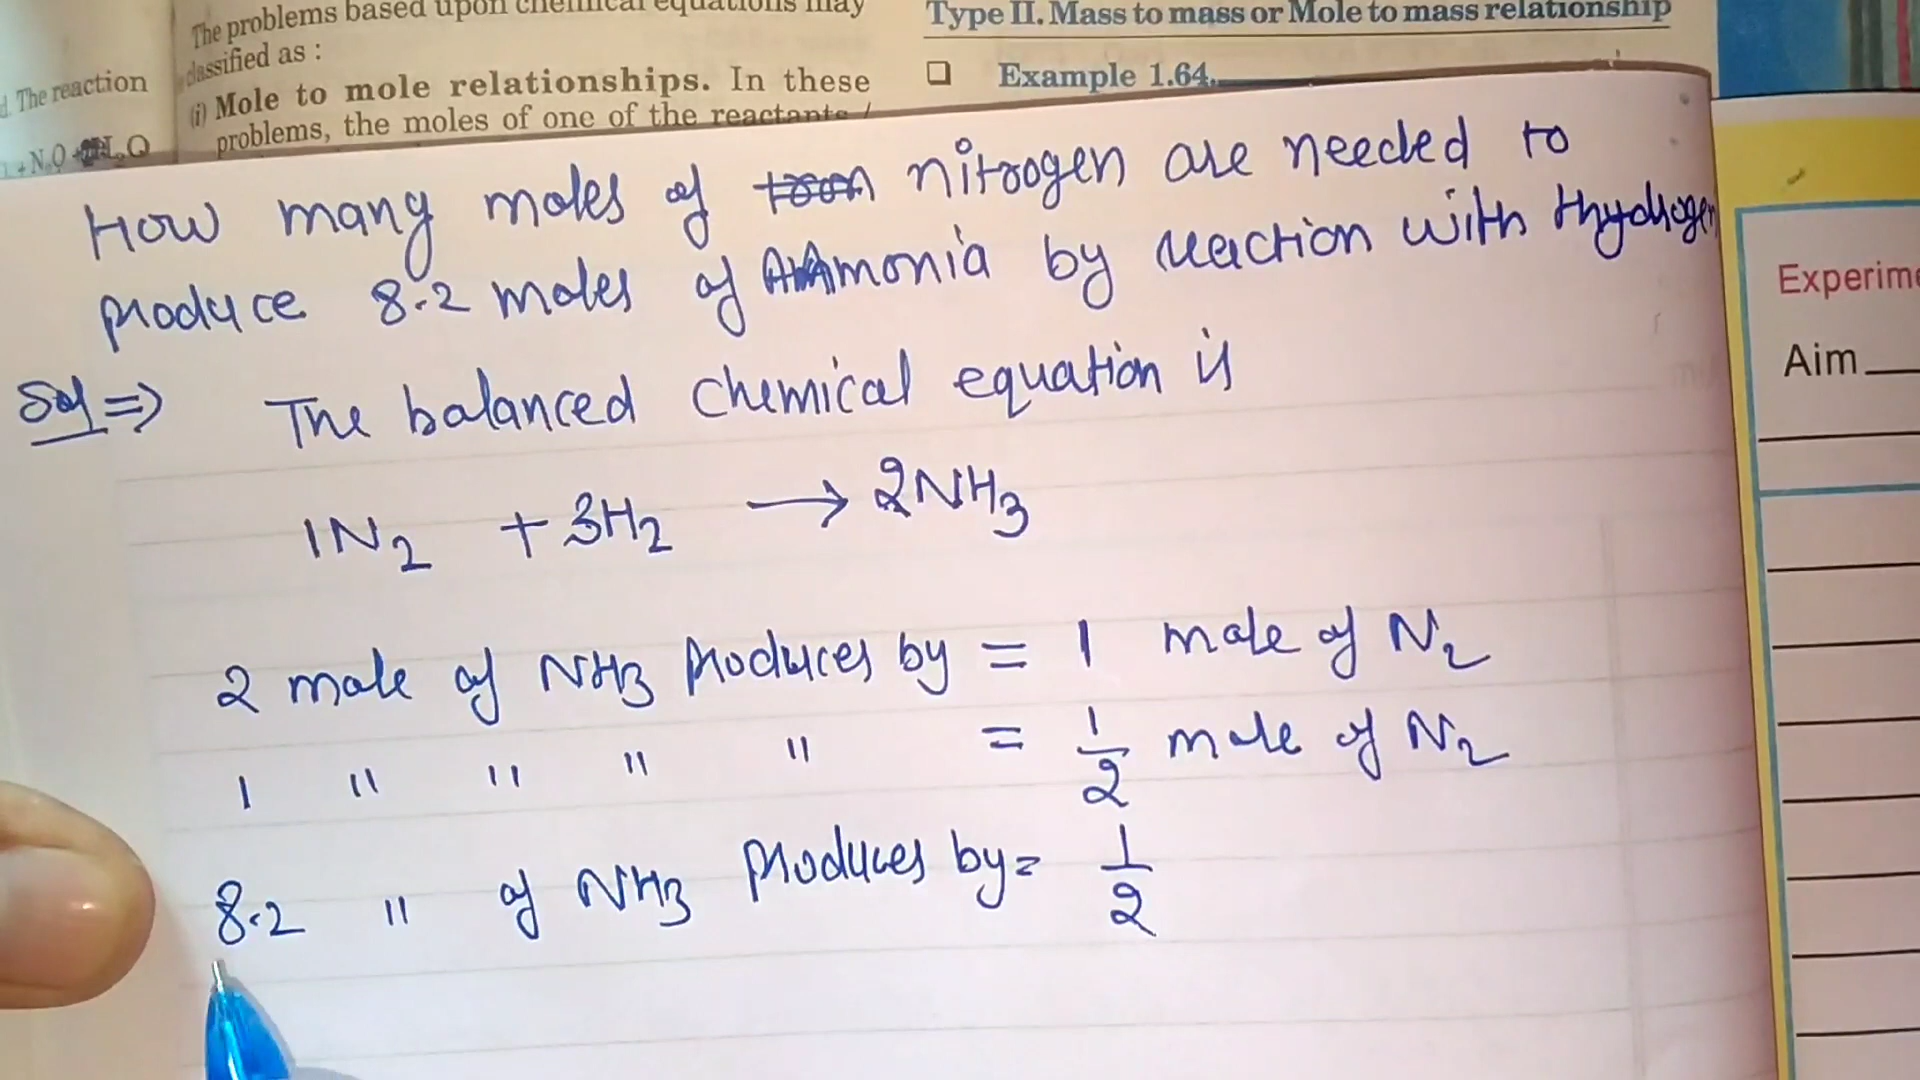 The problems based upon chemical equations may
classified as :
(i) Mole to mole relationships. In these
problems, the moles of one of the reactants /
The reaction
Type II. Mass to mass or Mole to mass relationship
Example 1.64.
How many moles of nitrogen are needed to
produce 8.2 moles of Ammonia by reaction with Hydrogen
Sol => The balanced chemical equation is
1N2 + 3H2 → 2NH3
2 mole of NH3 produces by = 1 mole of N2
1 " " " " = 1/2 mole of N2
8.2 " of NH3 produces by = 1/2
Experime
Aim